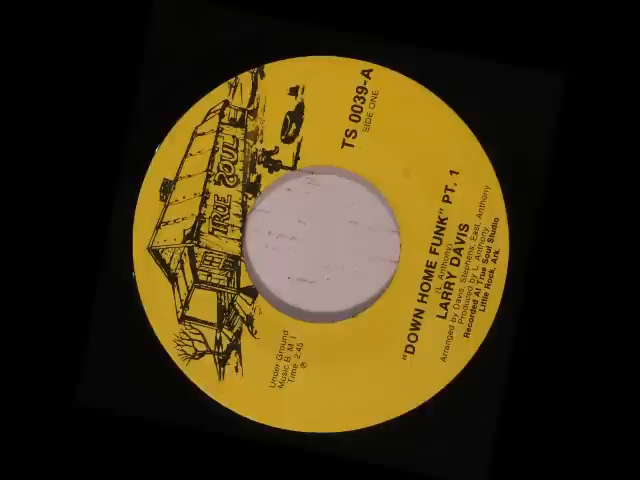 TRUE SOUL
TS 0039-A
SIDE ONE
Under Ground
Music B. M. I
Time 2:45
℗
"DOWN HOME FUNK" PT. 1
(L. Anthony)
LARRY DAVIS
Arranged by Davis, Stephens, East, Anthony
Produced by L. Anthony
Recorded At True Soul Studio
Little Rock, Ark.